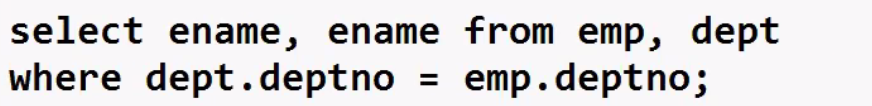 select ename, ename from emp, dept
where dept.deptno = emp.deptno;